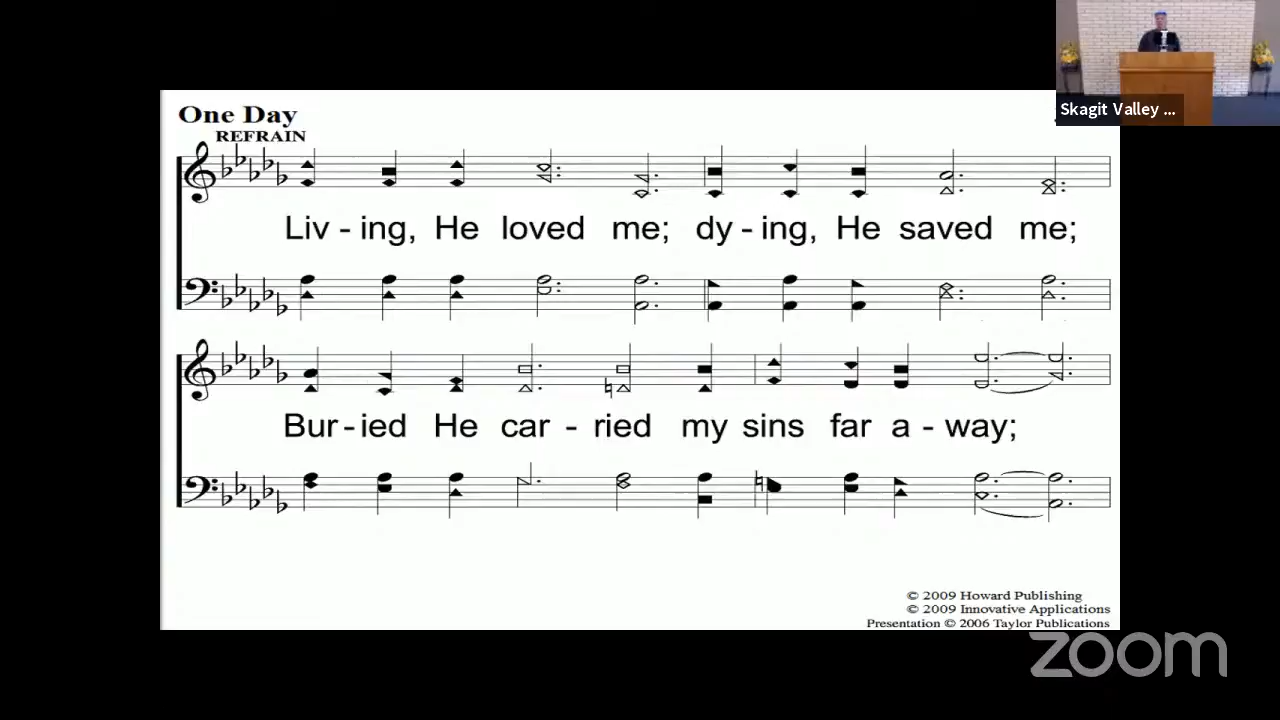 Skagit Valley ...
One Day
REFRAIN
Liv - ing, He loved me; dy - ing, He saved me;
Bur - ied He car - ried my sins far a - way;
© 2009 Howard Publishing
© 2009 Innovative Applications
Presentation © 2006 Taylor Publications
zoom